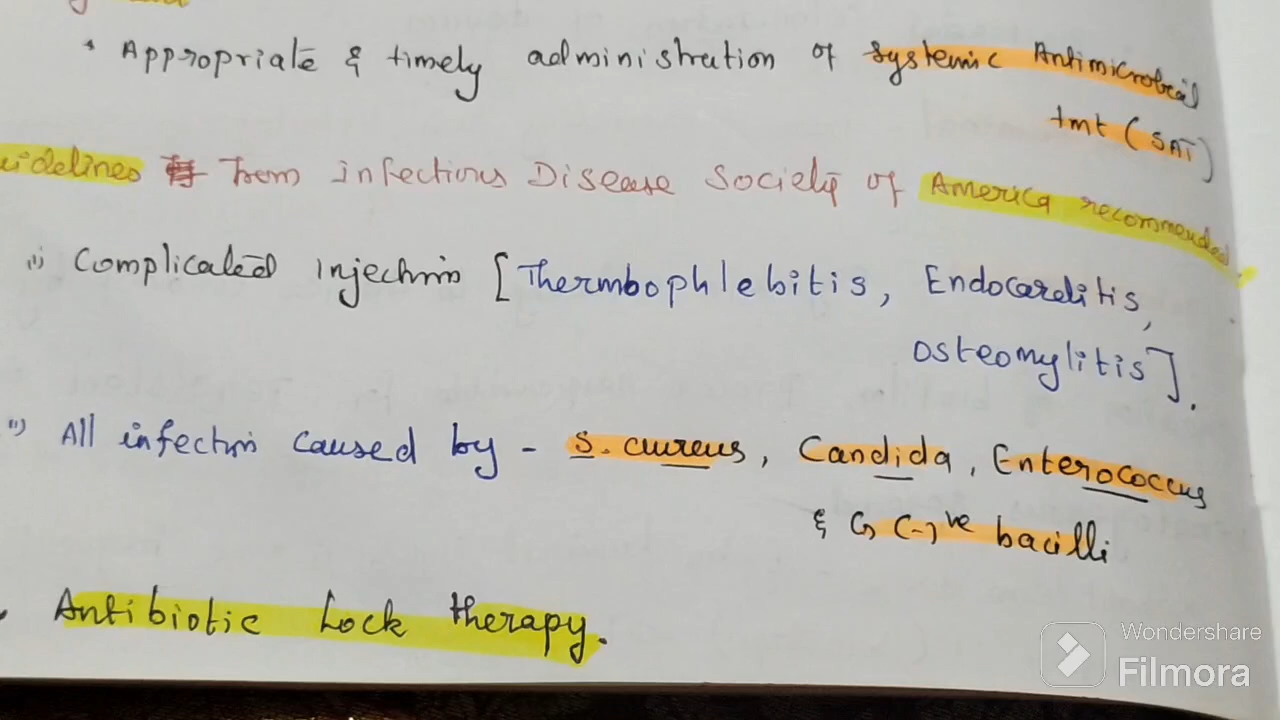 * Appropriate & timely administration of Systemic Antimicrobial
tmt (SAT)
uidelines from infectious Disease Society of America recommended
i) Complicated Injection [Thermbophlebitis, Endocarditis,
Osteomylitis].
ii) All infection caused by - S. aureus, Candida, Enterococcus
& G (-)ve bacilli
Antibiotic Lock therapy.
Wondershare
Filmora